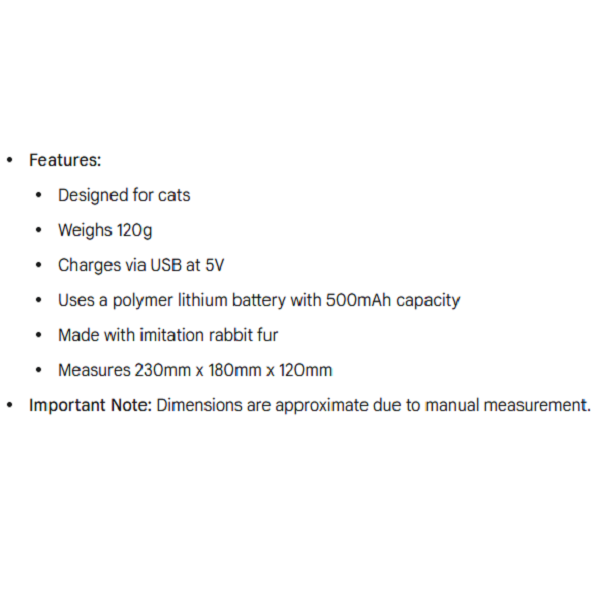 • Features:
• Designed for cats
• Weighs 120g
• Charges via USB at 5V
• Uses a polymer lithium battery with 500mAh capacity
• Made with imitation rabbit fur
• Measures 230mm x 180mm x 120mm
• Important Note: Dimensions are approximate due to manual measurement.